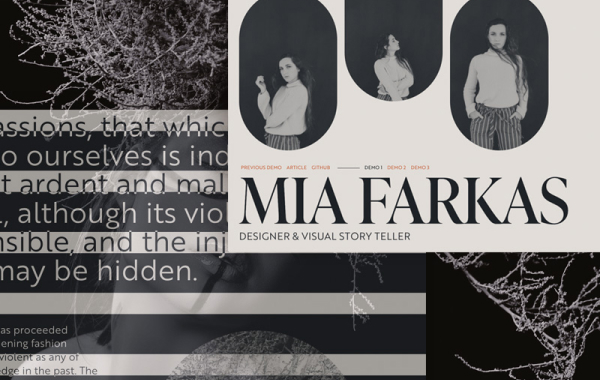 PREVIOUS DEMO ARTICLE GITHUB DEMO 1 DEMO 2 DEMO 3
MIA FARKAS
DESIGNER & VISUAL STORY TELLER
assions, that whic
o ourselves is ind
t ardent and mal
, although its viol
nsible, and the inj
may be hidden.
as proceeded
ening fashion
violent as any of
edge in the past. The